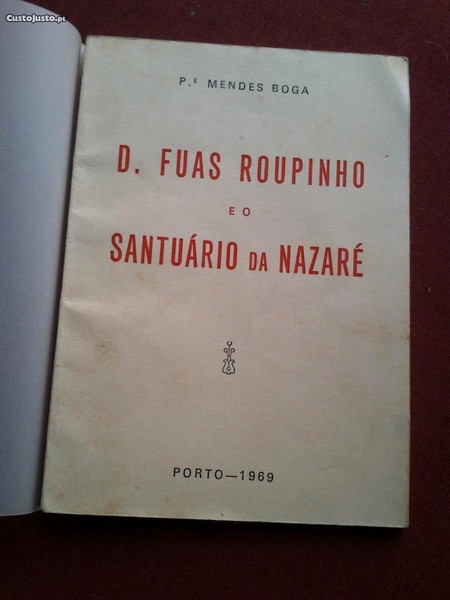 CustoJusto.pt
P.E MENDES BOGA
D. FUAS ROUPINHO
E O
SANTUÁRIO DA NAZARÉ
PORTO—1969